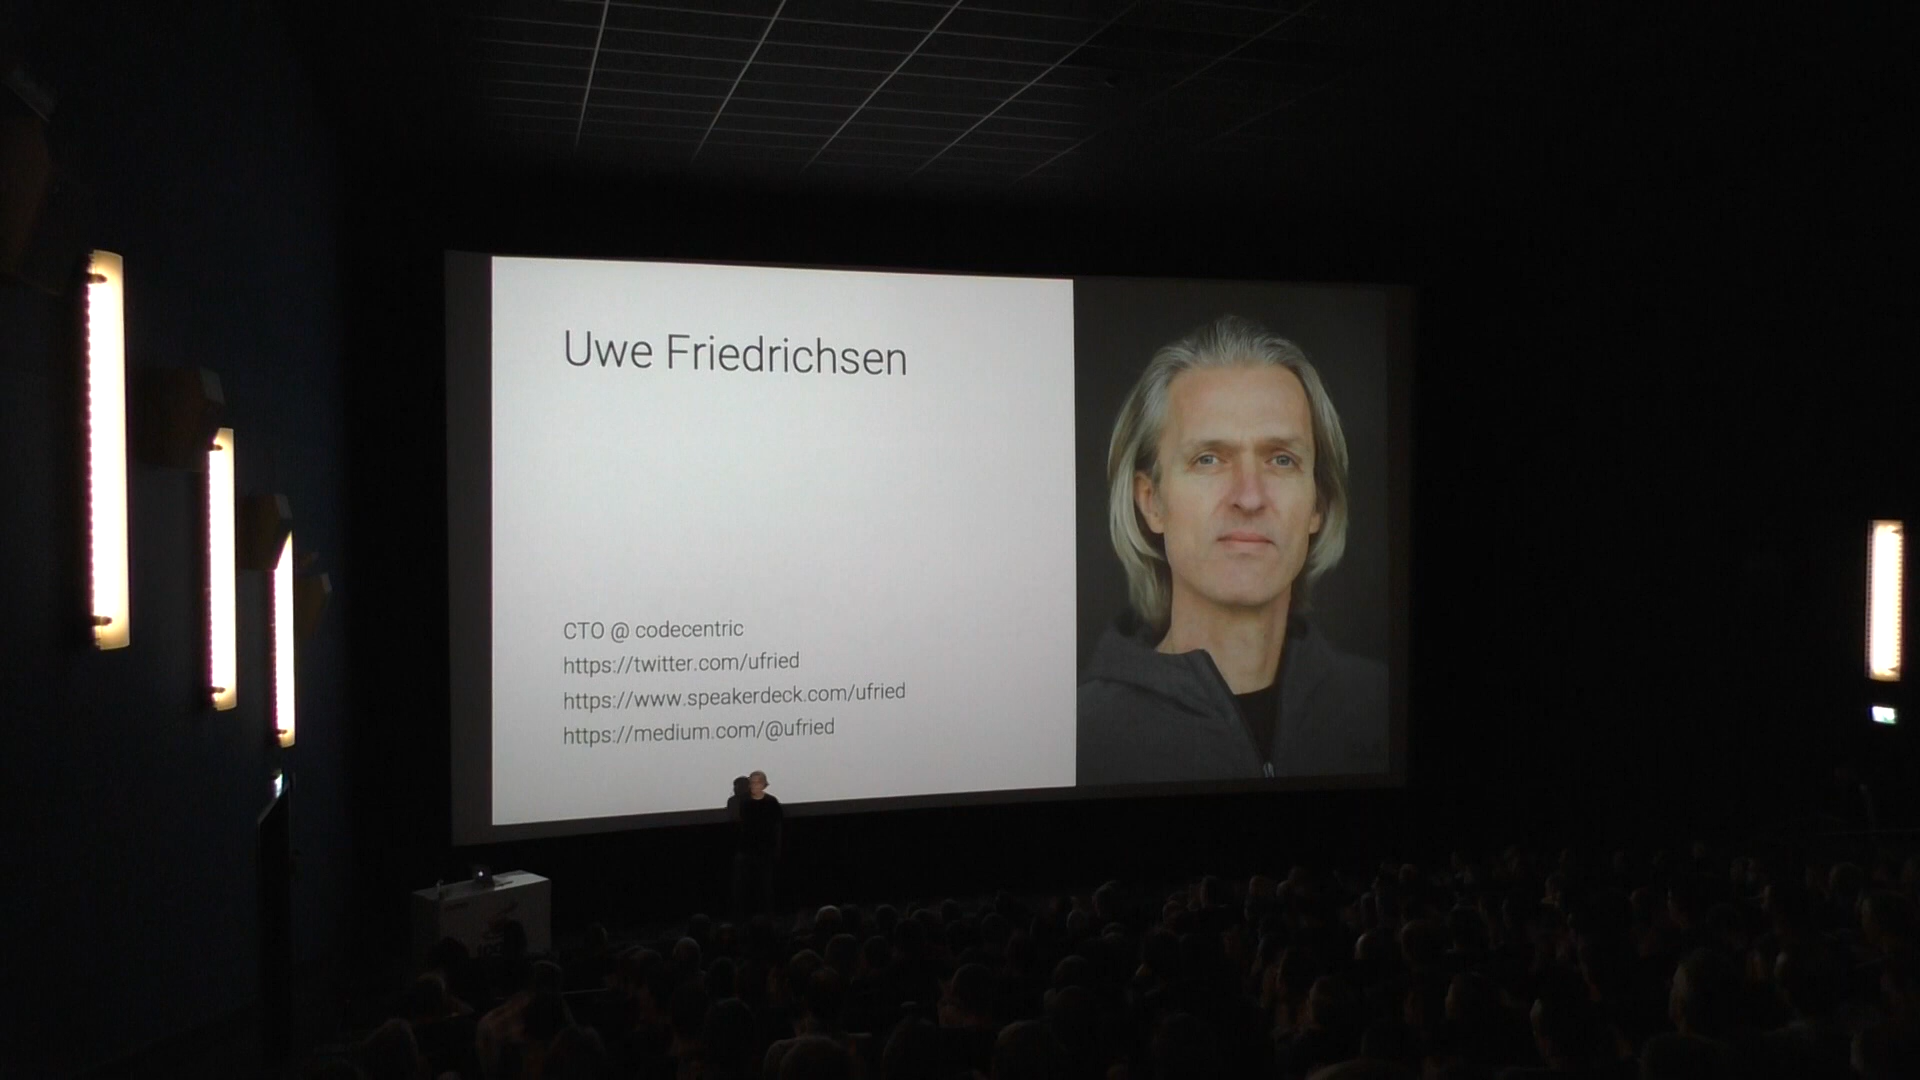 Uwe Friedrichsen
CTO @ codecentric
https://twitter.com/ufried
https://www.speakerdeck.com/ufried
https://medium.com/@ufried